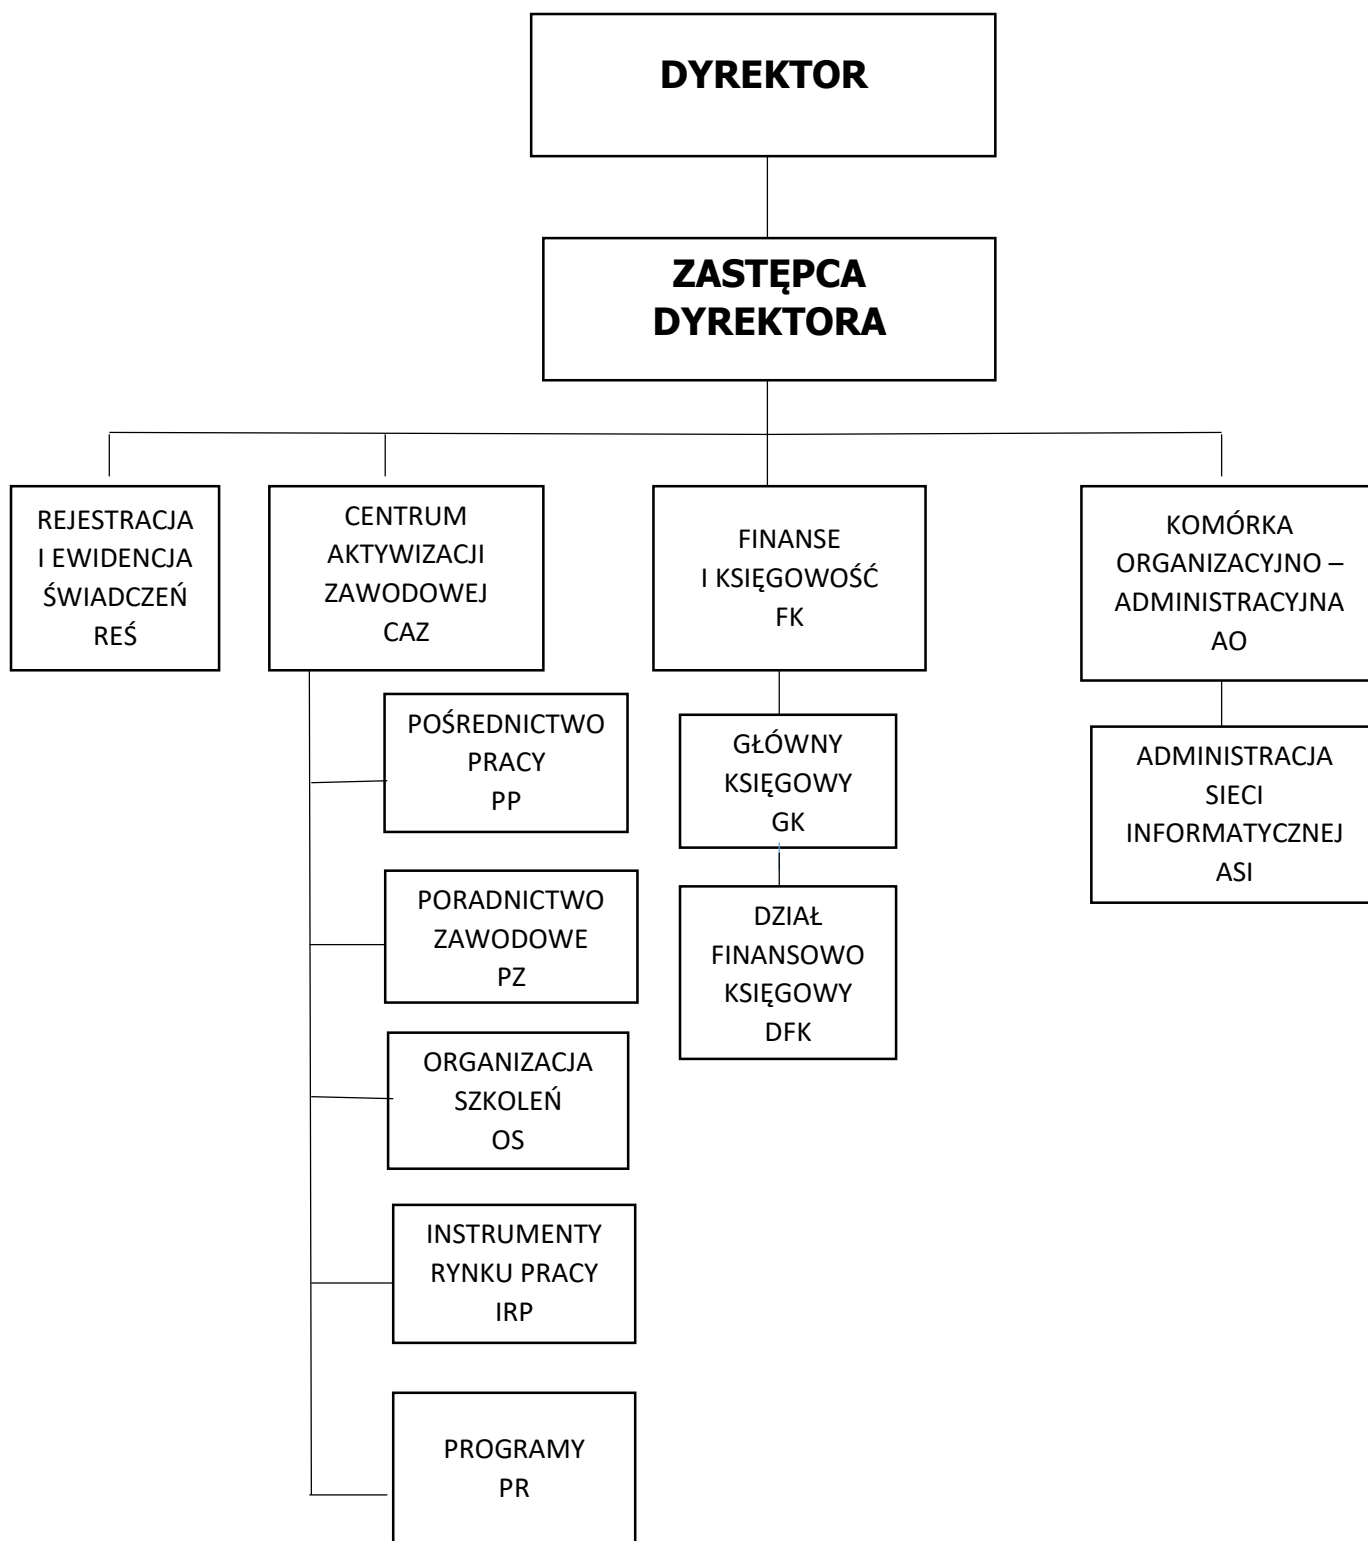 DYREKTOR
ZASTĘPCA
DYREKTORA
REJESTRACJA
I EWIDENCJA
ŚWIADCZEŃ
REŚ
CENTRUM
AKTYWIZACJI
ZAWODOWEJ
CAZ
FINANSE
I KSIĘGOWOŚĆ
FK
KOMÓRKA
ORGANIZACYJNO –
ADMINISTRACYJNA
AO
POŚREDNICTWO
PRACY
PP
GŁÓWNY
KSIĘGOWY
GK
ADMINISTRACJA
SIECI
INFORMATYCZNEJ
ASI
PORADNICTWO
ZAWODOWE
PZ
DZIAŁ
FINANSOWO
KSIĘGOWY
DFK
ORGANIZACJA
SZKOLEŃ
OS
INSTRUMENTY
RYNKU PRACY
IRP
PROGRAMY
PR